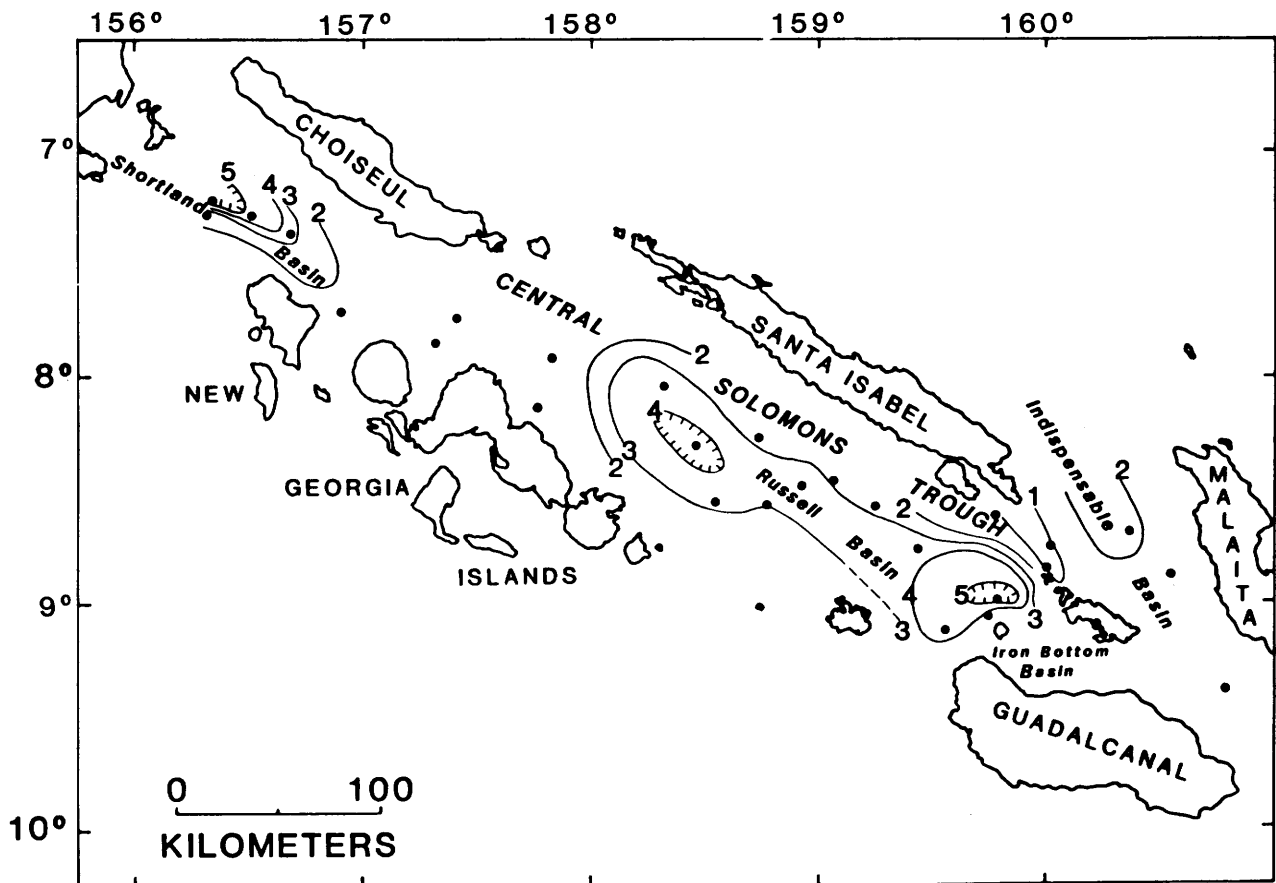 156° 157° 158° 159° 160°
7°
8°
9°
10°
CHOISEUL
Shortland
Basin
5 4 3 2
CENTRAL
SOLOMONS
TROUGH
SANTA ISABEL
NEW
GEORGIA
ISLANDS
2
4
3
2
Russell
Basin
2
1
Indispensable
2
Basin
MALAITA
4
5
3
3
Iron Bottom
Basin
GUADALCANAL
0 100
KILOMETERS